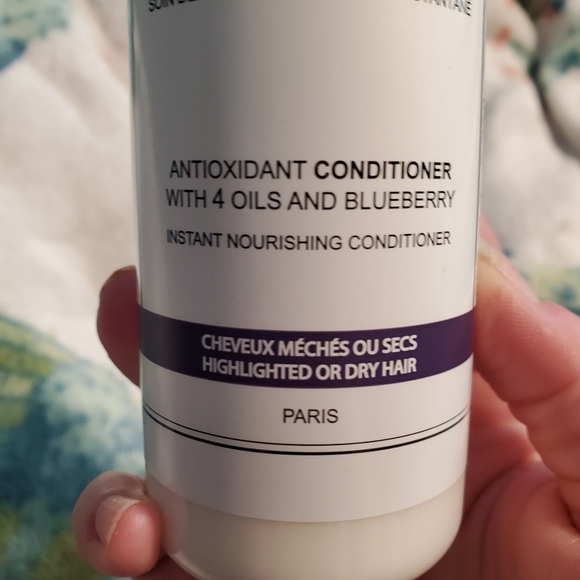 SOIN
ANTIOXIDANT CONDITIONER
WITH 4 OILS AND BLUEBERRY
INSTANT NOURISHING CONDITIONER
CHEVEUX MÉCHÉS OU SECS
HIGHLIGHTED OR DRY HAIR
PARIS